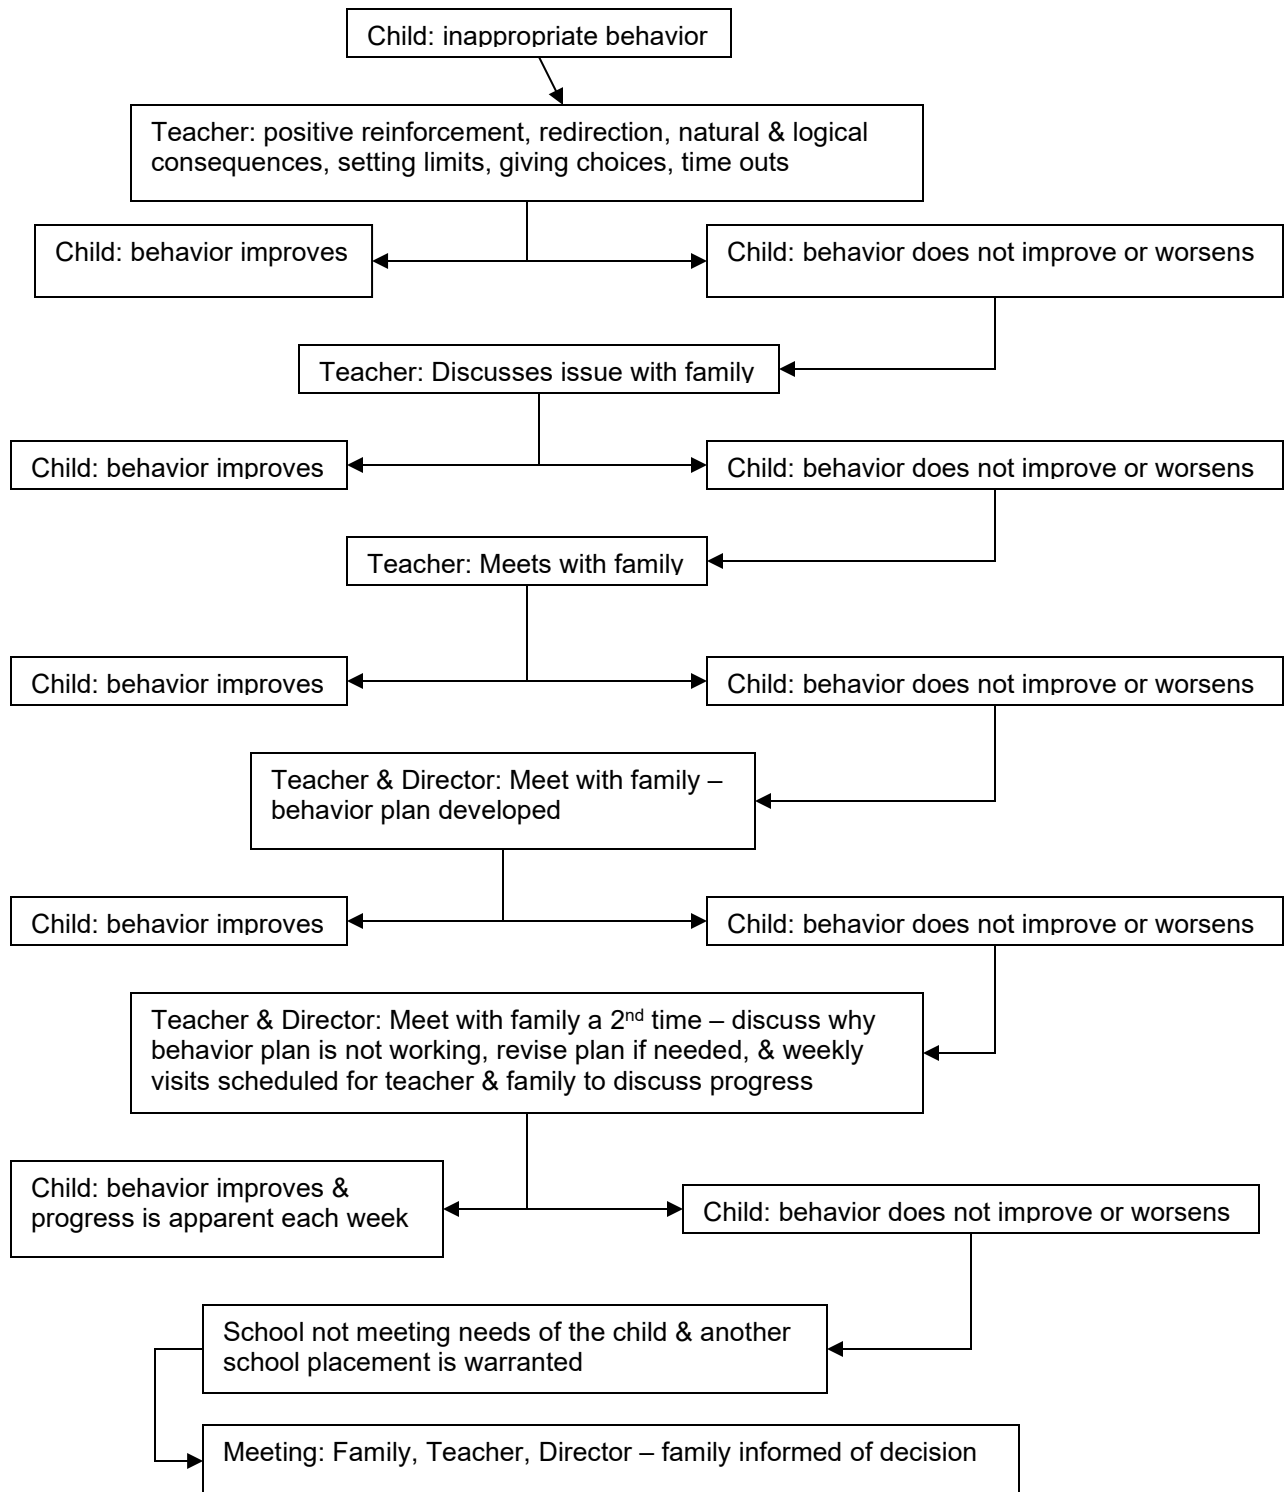 Child: inappropriate behavior
Teacher: positive reinforcement, redirection, natural & logical
consequences, setting limits, giving choices, time outs
Child: behavior improves
Child: behavior does not improve or worsens
Teacher: Discusses issue with family
Child: behavior improves
Child: behavior does not improve or worsens
Teacher: Meets with family
Child: behavior improves
Child: behavior does not improve or worsens
Teacher & Director: Meet with family –
behavior plan developed
Child: behavior improves
Child: behavior does not improve or worsens
Teacher & Director: Meet with family a 2nd time – discuss why
behavior plan is not working, revise plan if needed, & weekly
visits scheduled for teacher & family to discuss progress
Child: behavior improves &
progress is apparent each week
Child: behavior does not improve or worsens
School not meeting needs of the child & another
school placement is warranted
Meeting: Family, Teacher, Director – family informed of decision